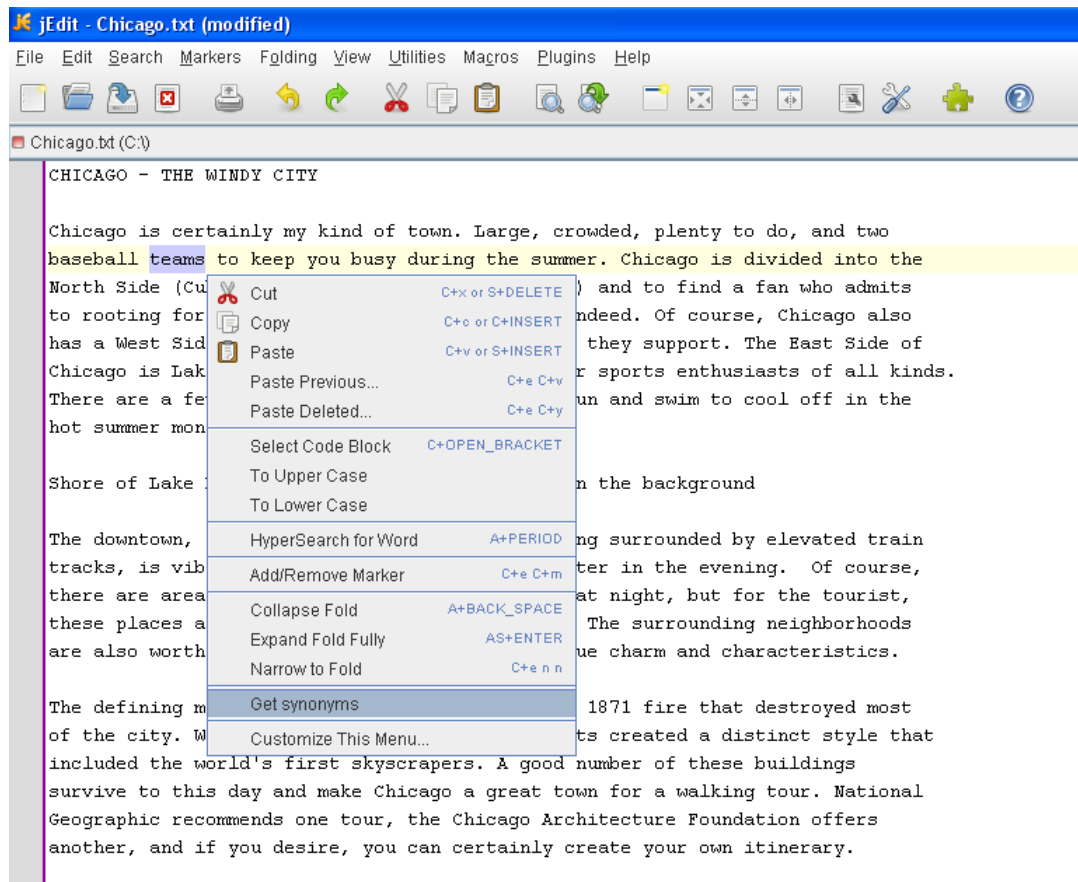 jEdit - Chicago.txt (modified)
File Edit Search Markers Folding View Utilities Macros Plugins Help
Chicago.txt (C:\)
CHICAGO - THE WINDY CITY
Chicago is certainly my kind of town. Large, crowded, plenty to do, and two
baseball teams to keep you busy during the summer. Chicago is divided into the
North Side (Cu ) and to find a fan who admits
to rooting for ndeed. Of course, Chicago also
has a West Sid they support. The East Side of
Chicago is Lak r sports enthusiasts of all kinds.
There are a fe un and swim to cool off in the
hot summer mon
Shore of Lake n the background
The downtown, ng surrounded by elevated train
tracks, is vib ter in the evening. Of course,
there are area at night, but for the tourist,
these places a The surrounding neighborhoods
are also worth ue charm and characteristics.
The defining m 1871 fire that destroyed most
of the city. W ts created a distinct style that
included the world's first skyscrapers. A good number of these buildings
survive to this day and make Chicago a great town for a walking tour. National
Geographic recommends one tour, the Chicago Architecture Foundation offers
another, and if you desire, you can certainly create your own itinerary.
Cut C+x or S+DELETE
Copy C+c or C+INSERT
Paste C+v or S+INSERT
Paste Previous... C+e C+v
Paste Deleted... C+e C+y
Select Code Block C+OPEN_BRACKET
To Upper Case
To Lower Case
HyperSearch for Word A+PERIOD
Add/Remove Marker C+e C+m
Collapse Fold A+BACK_SPACE
Expand Fold Fully AS+ENTER
Narrow to Fold C+e n n
Get synonyms
Customize This Menu...